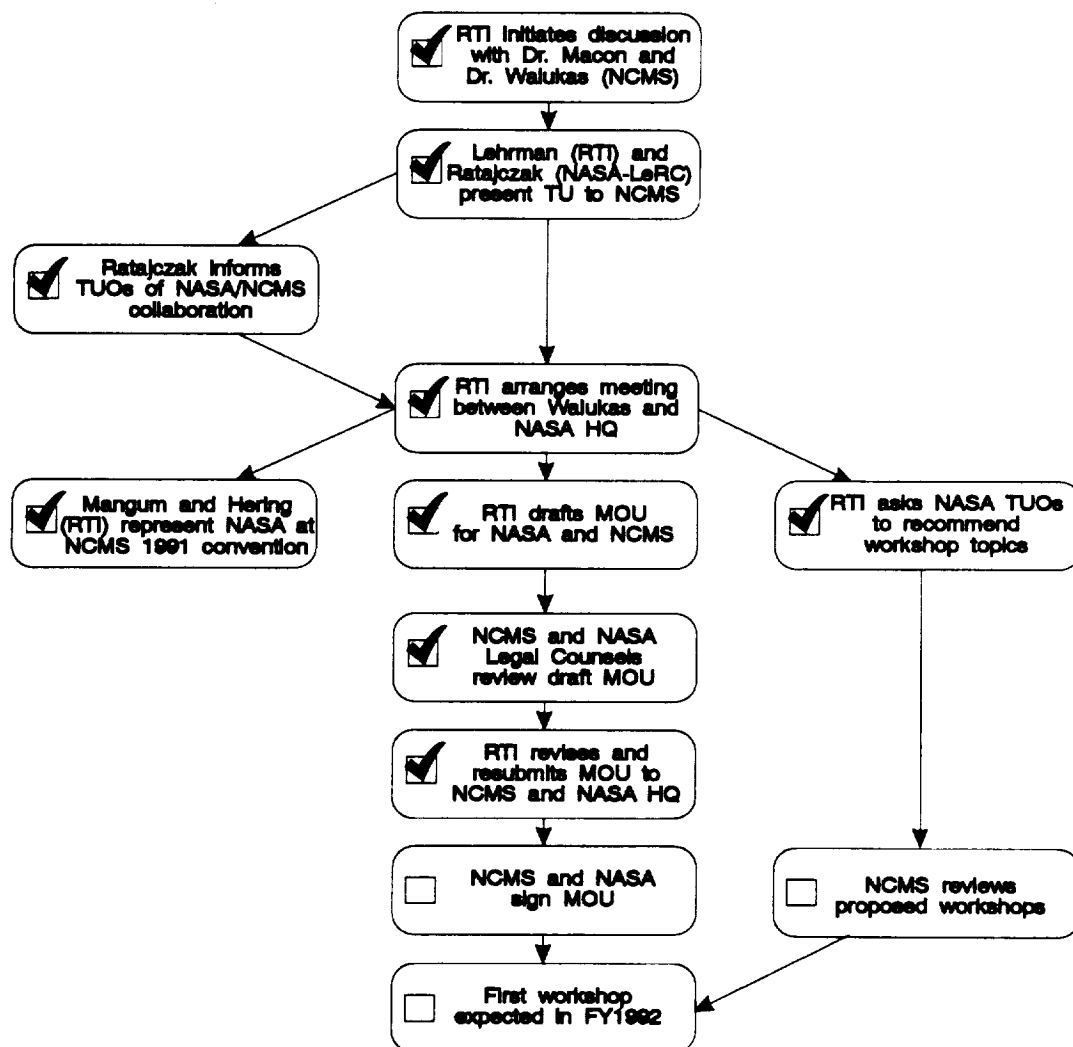 RTI initiates discussion
with Dr. Macon and
Dr. Walukas (NCMS)
Lehrman (RTI) and
Ratajczak (NASA-LeRC)
present TU to NCMS
Ratajczak informs
TUOs of NASA/NCMS
collaboration
RTI arranges meeting
between Walukas and
NASA HQ
Mangum and Hering
(RTI) represent NASA at
NCMS 1991 convention
RTI drafts MOU
for NASA and NCMS
RTI asks NASA TUOs
to recommend
workshop topics
NCMS and NASA
Legal Counsels
review draft MOU
RTI revises and
resubmits MOU to
NCMS and NASA HQ
NCMS and NASA
sign MOU
NCMS reviews
proposed workshops
First workshop
expected in FY1992